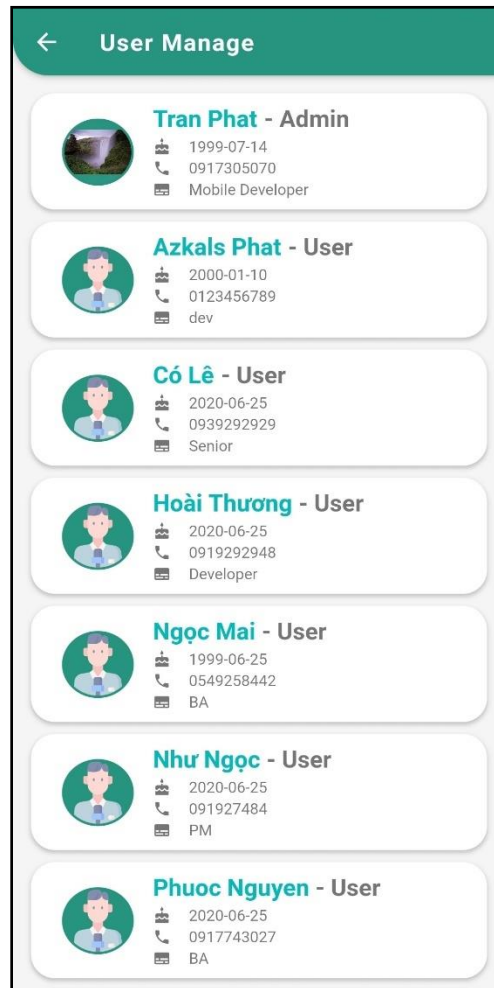 User Manage
Tran Phat - Admin
1999-07-14
0917305070
Mobile Developer
Azkals Phat - User
2000-01-10
0123456789
dev
Có Lê - User
2020-06-25
0939292929
Senior
Hoài Thương - User
2020-06-25
0919292948
Developer
Ngọc Mai - User
1999-06-25
0549258442
BA
Như Ngọc - User
2020-06-25
091927484
PM
Phuoc Nguyen - User
2020-06-25
0917743027
BA